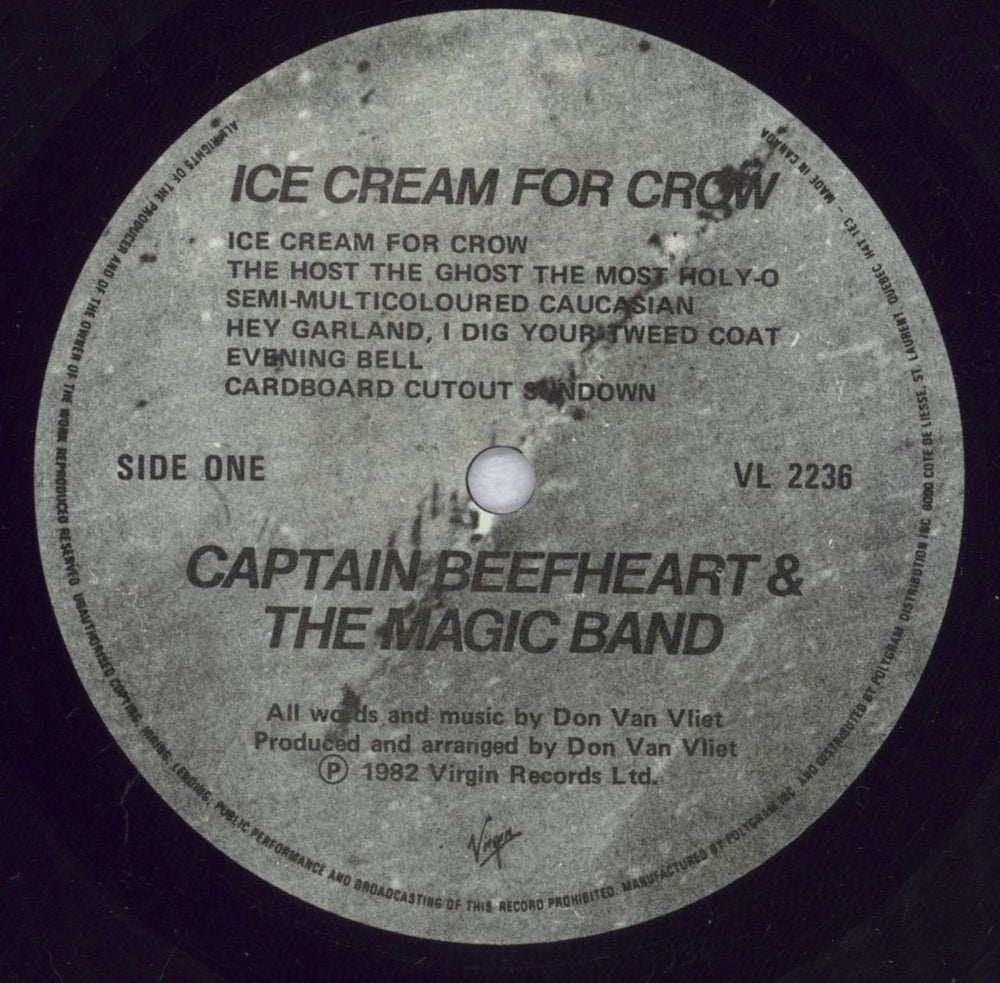 ICE CREAM FOR CROW
ICE CREAM FOR CROW
THE HOST THE GHOST THE MOST HOLY-O
SEMI-MULTICOLOURED CAUCASIAN
HEY GARLAND, I DIG YOUR TWEED COAT
EVENING BELL
CARDBOARD CUTOUT SUNDOWN
SIDE ONE
VL 2236
CAPTAIN BEEFHEART &
THE MAGIC BAND
All words and music by Don Van Vliet
Produced and arranged by Don Van Vliet
Ⓟ 1982 Virgin Records Ltd.
Virgin
ALL RIGHTS OF THE PRODUCER AND OF THE OWNER OF THE WORK REPRODUCED RESERVED. UNAUTHORISED COPYING, HIRING, LENDING, PUBLIC PERFORMANCE AND BROADCASTING OF THIS RECORD PROHIBITED. MANUFACTURED BY POLYGRAM INC AND DISTRIBUTED BY POLYGRAM DISTRIBUTION INC 6000 COTE DE LIESSE, ST. LAURENT QUEBEC H4T 1E3 - MADE IN CANADA